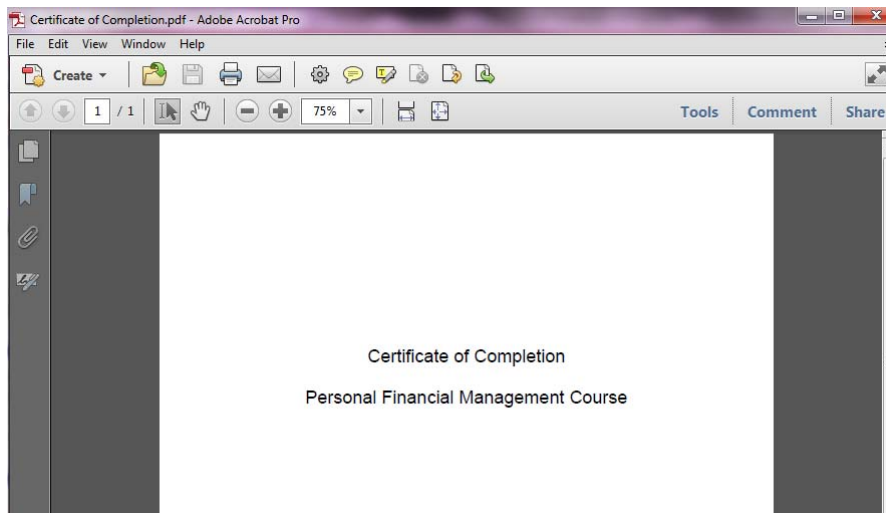 Certificate of Completion.pdf - Adobe Acrobat Pro
File Edit View Window Help
Create
1 / 1 75% Tools Comment Share
Certificate of Completion
Personal Financial Management Course